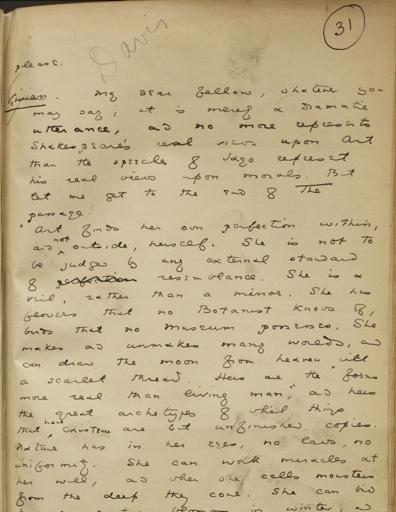 31
Davis
please.
Vivian. My dear fellow, whatever you
may say, it is merely a dramatic
utterance, and no more represents
Shakespeare's real views upon Art
than the speeches of Iago represent
his real views upon morals. But
let me get to the end of The
passage.
"Art finds her own perfection within,
and not outside, herself. She is not to
be judged by any external standard
of resemblance. She is a
veil, rather than a mirror. She has
flowers that no Botanist knows of,
birds that no Museum possesses. She
makes and unmakes many worlds, and
can draw the moon from heaven with
a scarlet thread. Hers are the "forms
more real than living man," and hers
the great archetypes of which things
that have existence are but unfinished copies.
Nature has in her eyes, no laws, no
uniformity. She can work miracles at
her will, and when she calls monsters
from the deep they come. She can bid
in winter, and